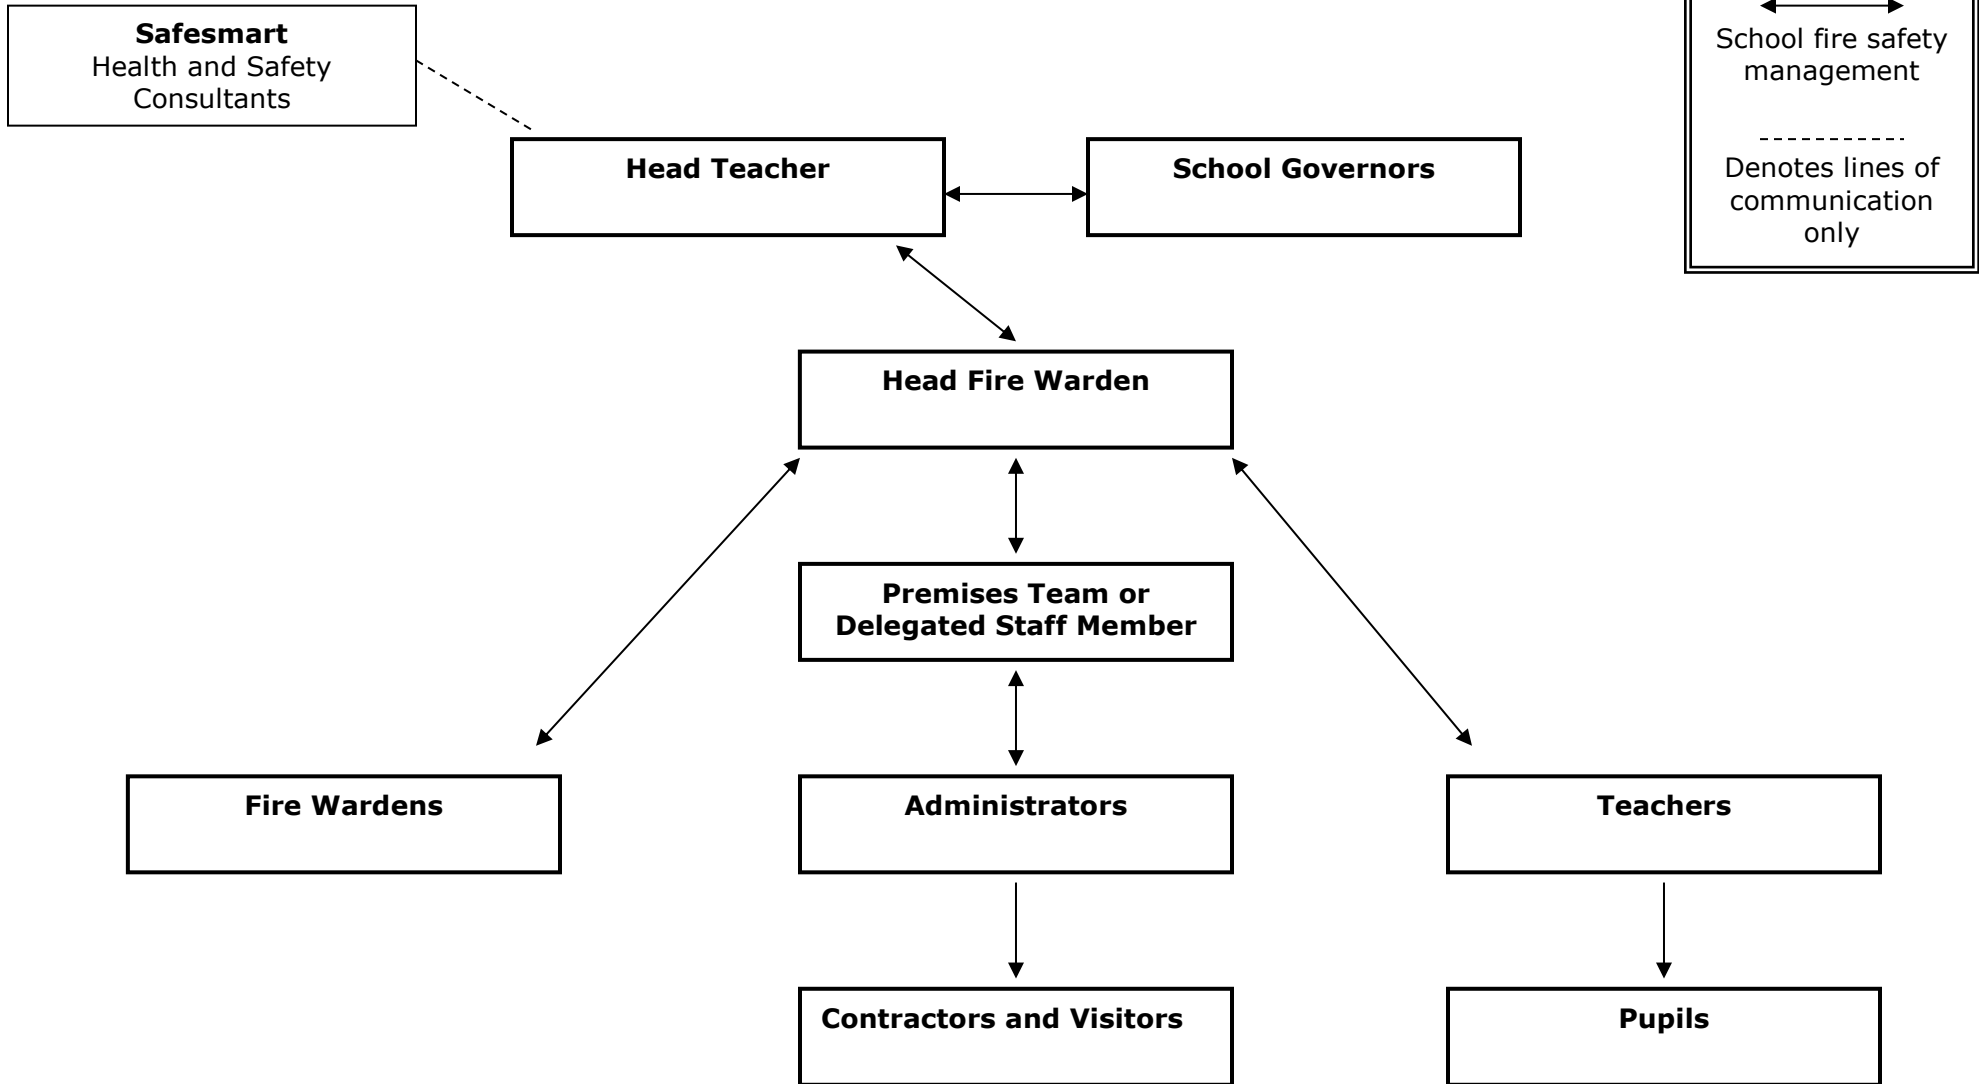 Safesmart
Health and Safety
Consultants
School fire safety
management
Denotes lines of
communication
only
Head Teacher
School Governors
Head Fire Warden
Premises Team or
Delegated Staff Member
Fire Wardens
Administrators
Teachers
Contractors and Visitors
Pupils